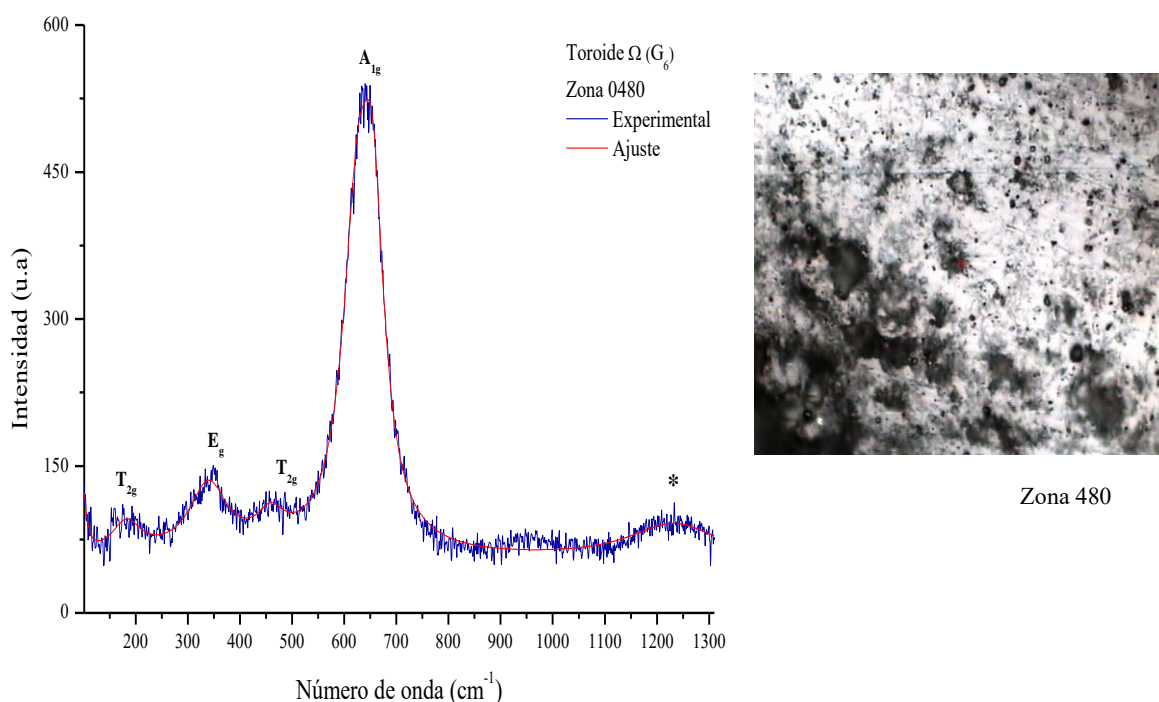 600
450
300
150
0
Intensidad (u.a)
T2g
Eg
T2g
A1g
*
Toroide Ω (G6)
Zona 0480
Experimental
Ajuste
200 300 400 500 600 700 800 900 1000 1100 1200 1300
Número de onda (cm-1)
Zona 480